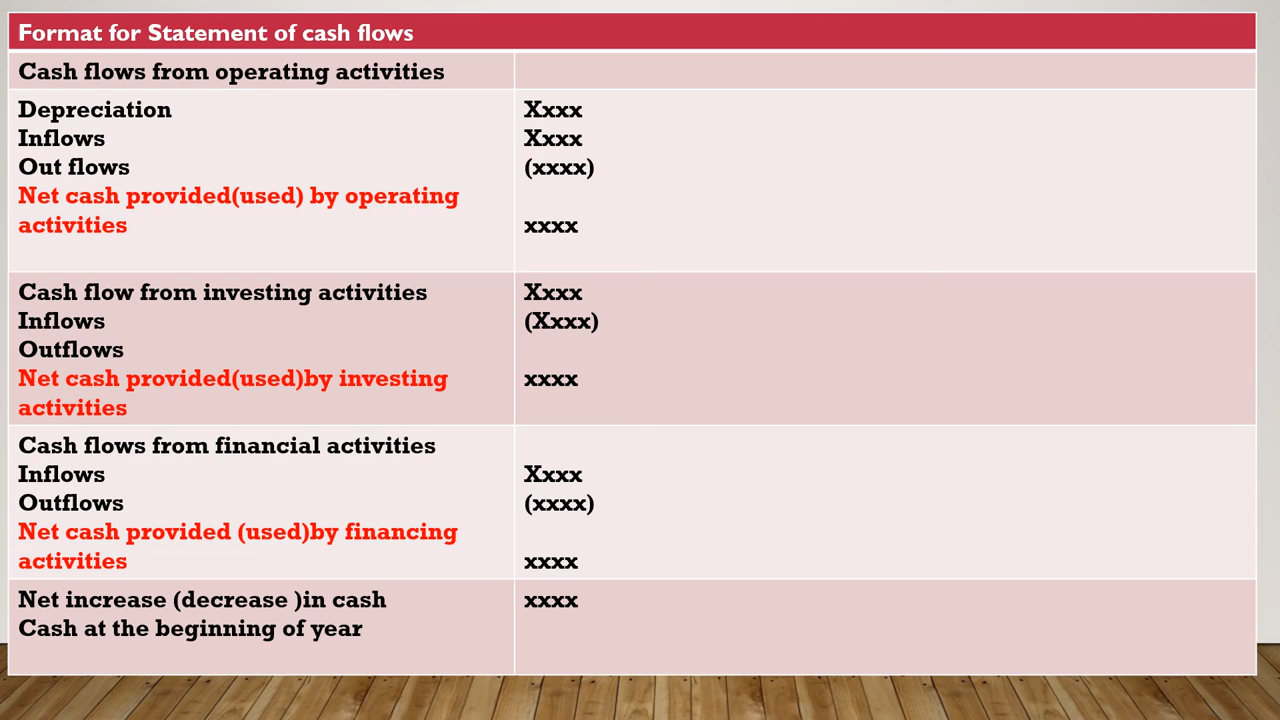 Format for Statement of cash flows
Cash flows from operating activities
Depreciation Xxxx
Inflows Xxxx
Out flows (xxxx)
Net cash provided(used) by operating
activities xxxx
Cash flow from investing activities Xxxx
Inflows (Xxxx)
Outflows
Net cash provided(used)by investing xxxx
activities
Cash flows from financial activities
Inflows Xxxx
Outflows (xxxx)
Net cash provided (used)by financing
activities xxxx
Net increase (decrease )in cash xxxx
Cash at the beginning of year